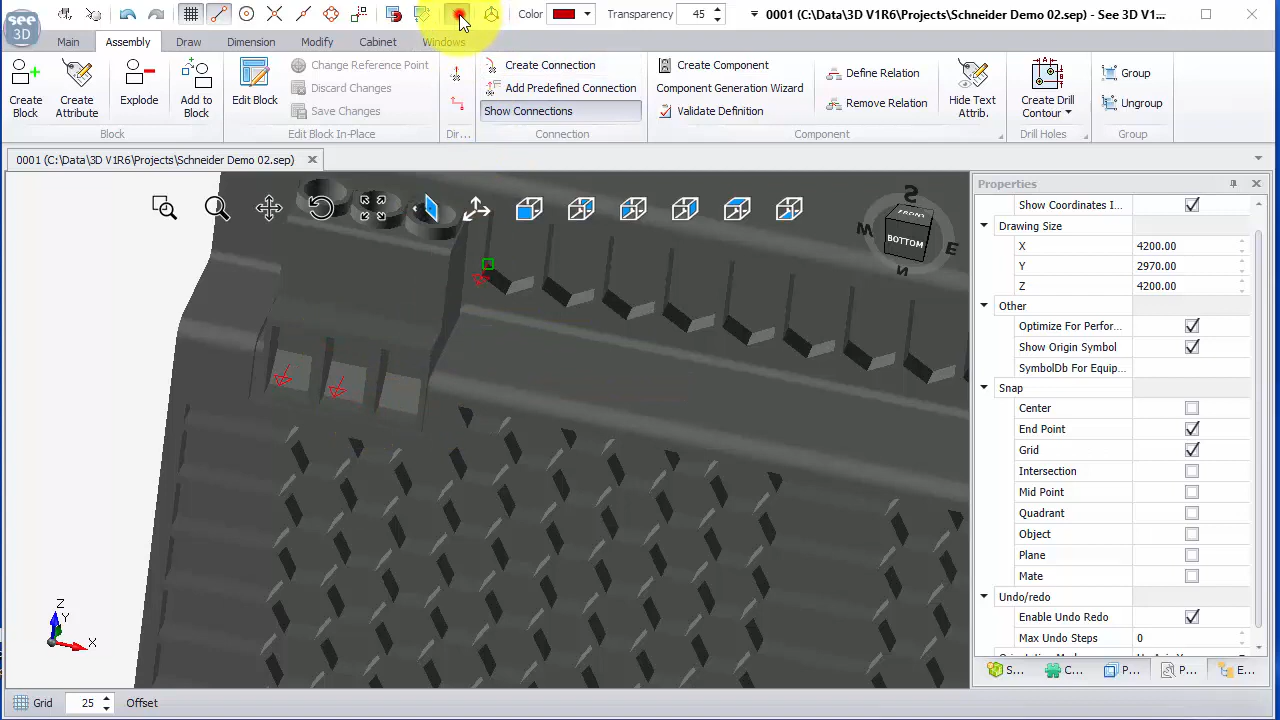 see 3D
Color
Transparency 45
0001 (C:\Data\3D V1R6\Projects\Schneider Demo 02.sep) - See 3D V1...
Main Assembly Draw Dimension Modify Cabinet Windows
Create Block
Create Attribute
Explode
Add to Block
Block
Edit Block
Change Reference Point
Discard Changes
Save Changes
Edit Block In-Place
Dir...
Create Connection
Add Predefined Connection
Show Connections
Connection
Create Component
Component Generation Wizard
Validate Definition
Component
Define Relation
Remove Relation
Hide Text Attrib.
Create Drill Contour
Drill Holes
Group
Ungroup
Group
0001 (C:\Data\3D V1R6\Projects\Schneider Demo 02.sep)
S
W
E
N
FRONT
BOTTOM
Properties
Show Coordinates I...
Drawing Size
X 4200.00
Y 2970.00
Z 4200.00
Other
Optimize For Perfor...
Show Origin Symbol
SymbolDb For Equip...
Snap
Center
End Point
Grid
Intersection
Mid Point
Quadrant
Object
Plane
Mate
Undo/redo
Enable Undo Redo
Max Undo Steps 0
S... C... P... P... E...
Z
Y
X
Grid 25 Offset